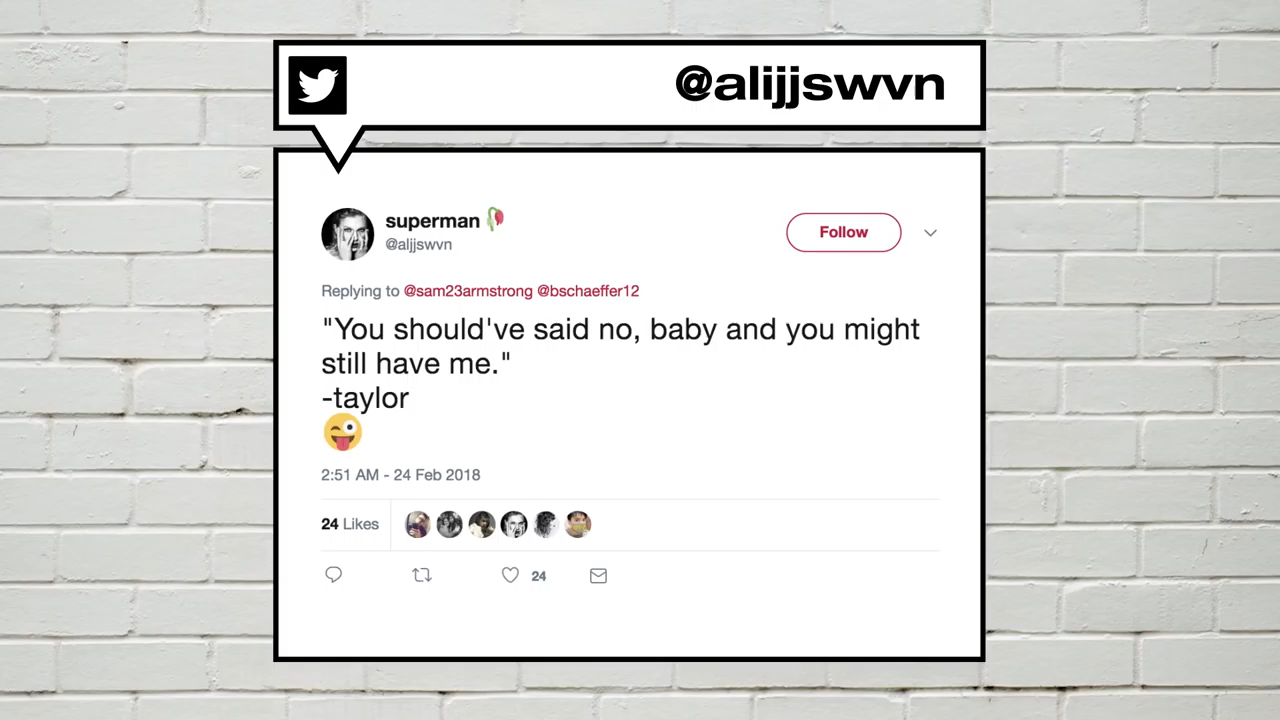 @alijjswvn
superman
@aljjswvn
Follow
Replying to @sam23armstrong @bschaeffer12
"You should've said no, baby and you might
still have me."
-taylor
2:51 AM - 24 Feb 2018
24 Likes
24